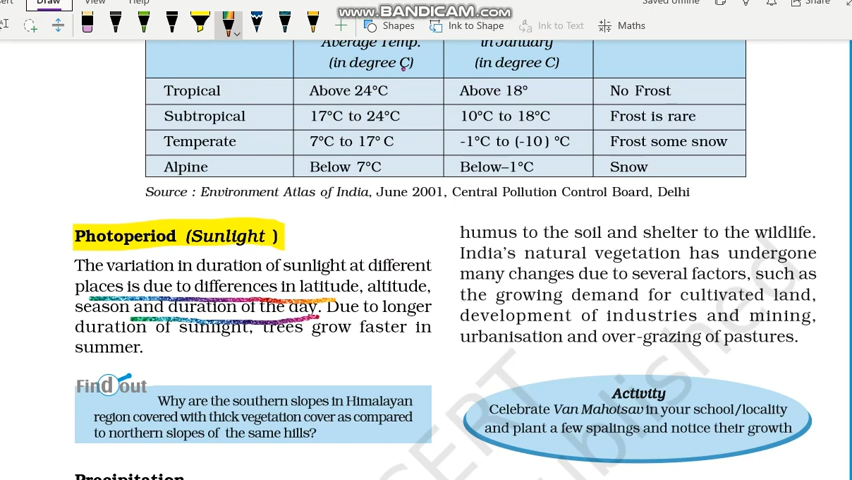 WWW.BANDICAM.COM
Draw
View
Help
Saved offline
Share
Shapes
Ink to Shape
Ink to Text
Maths
Average Temp. in January
(in degree C) (in degree C)
Tropical Above 24°C Above 18° No Frost
Subtropical 17°C to 24°C 10°C to 18°C Frost is rare
Temperate 7°C to 17° C -1°C to (-10) °C Frost some snow
Alpine Below 7°C Below–1°C Snow
Source : Environment Atlas of India, June 2001, Central Pollution Control Board, Delhi
Photoperiod (Sunlight )
The variation in duration of sunlight at different
places is due to differences in latitude, altitude,
season and duration of the day. Due to longer
duration of sunlight, trees grow faster in
summer.
Find out
Why are the southern slopes in Himalayan
region covered with thick vegetation cover as compared
to northern slopes of the same hills?
Precipitation
humus to the soil and shelter to the wildlife.
India's natural vegetation has undergone
many changes due to several factors, such as
the growing demand for cultivated land,
development of industries and mining,
urbanisation and over-grazing of pastures.
Activity
Celebrate Van Mahotsav in your school/locality
and plant a few spalings and notice their growth